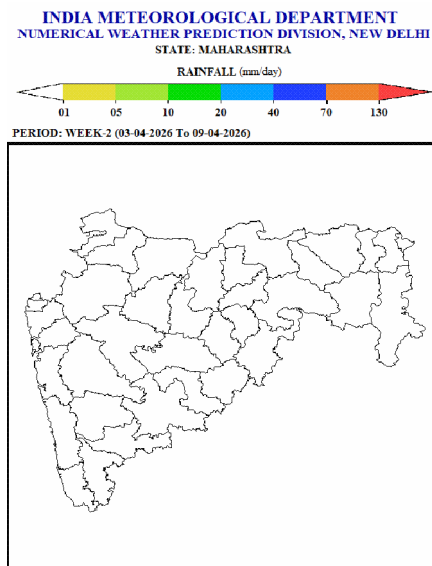 INDIA METEOROLOGICAL DEPARTMENT
NUMERICAL WEATHER PREDICTION DIVISION, NEW DELHI
STATE: MAHARASHTRA
RAINFALL (mm/day)
01 05 10 20 40 70 130
PERIOD: WEEK-2 (03-04-2026 To 09-04-2026)